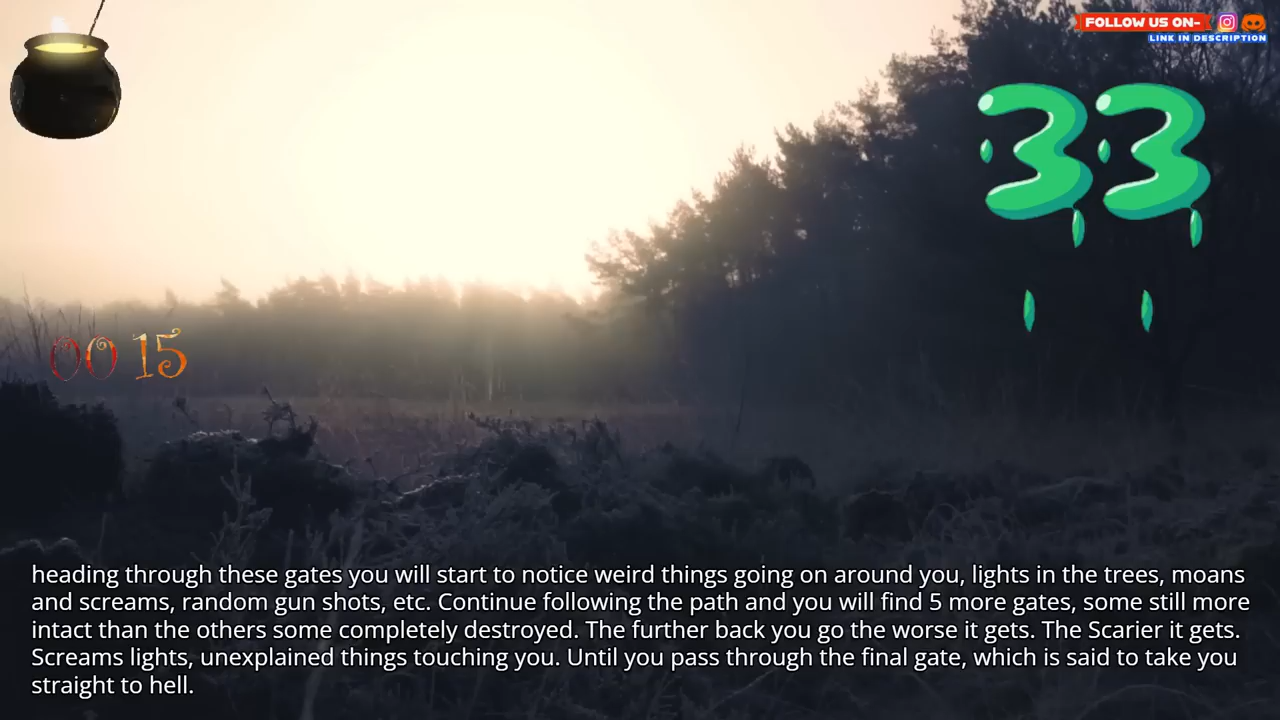 FOLLOW US ON-
LINK IN DESCRIPTION
33
00 15
heading through these gates you will start to notice weird things going on around you, lights in the trees, moans
and screams, random gun shots, etc. Continue following the path and you will find 5 more gates, some still more
intact than the others some completely destroyed. The further back you go the worse it gets. The Scarier it gets.
Screams lights, unexplained things touching you. Until you pass through the final gate, which is said to take you
straight to hell.